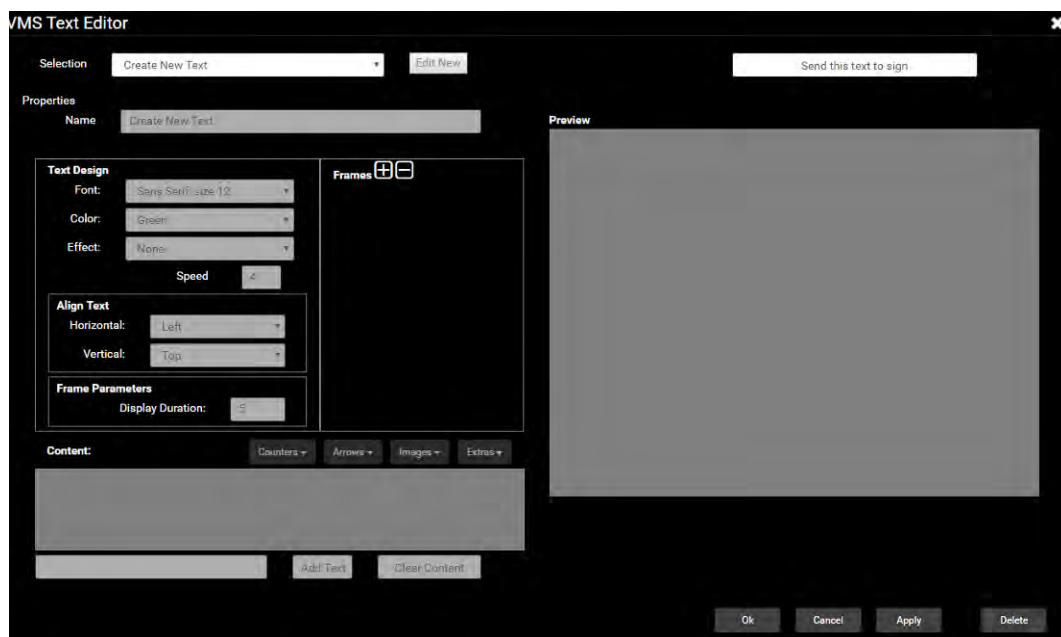 VMS Text Editor
Selection Create New Text Edit New Send this text to sign
Properties
Name Create New Text
Preview
Text Design
Font: Sans Serif size 12
Color: Green
Effect: None
Speed 4
Align Text
Horizontal: Left
Vertical: Top
Frame Parameters
Display Duration: 5
Frames
Content: Counters Arrows Images Extras
Add Text Clear Content
Ok Cancel Apply Delete